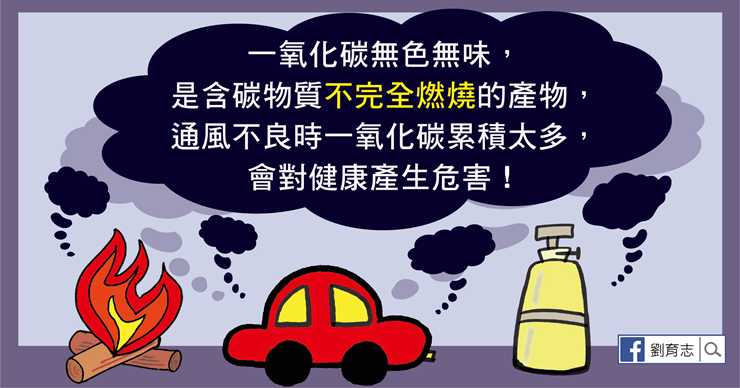 一氧化碳無色無味，
是含碳物質不完全燃燒的產物，
通風不良時一氧化碳累積太多，
會對健康產生危害！
f 劉育志